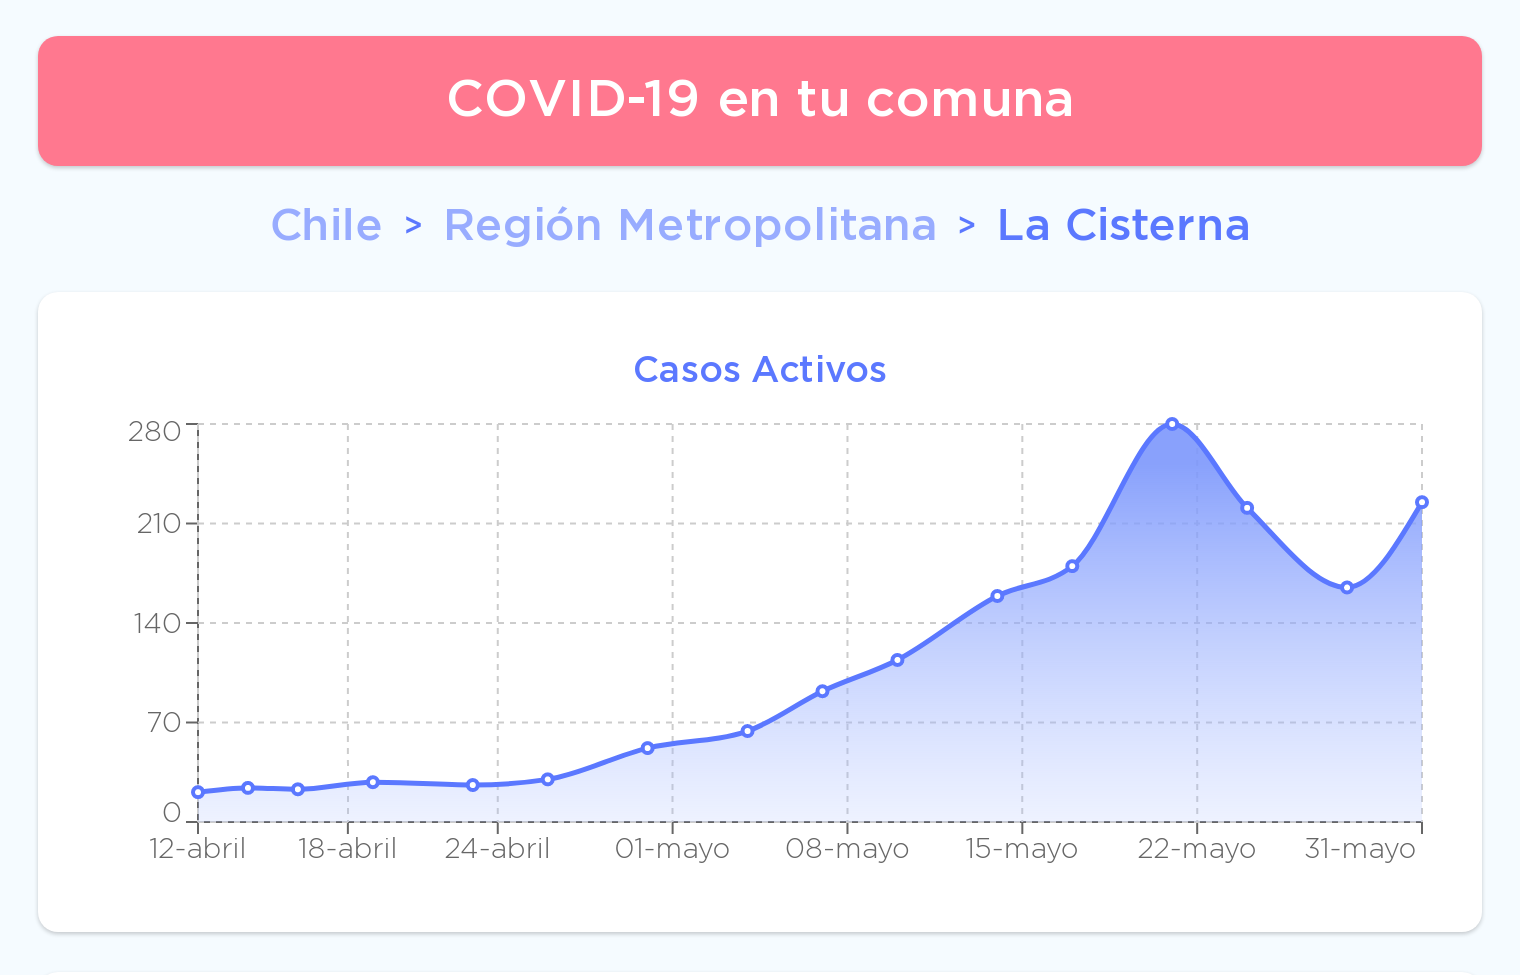 COVID-19 en tu comuna
Chile > Región Metropolitana > La Cisterna
Casos Activos
280
210
140
70
0
12-abril 18-abril 24-abril 01-mayo 08-mayo 15-mayo 22-mayo 31-mayo